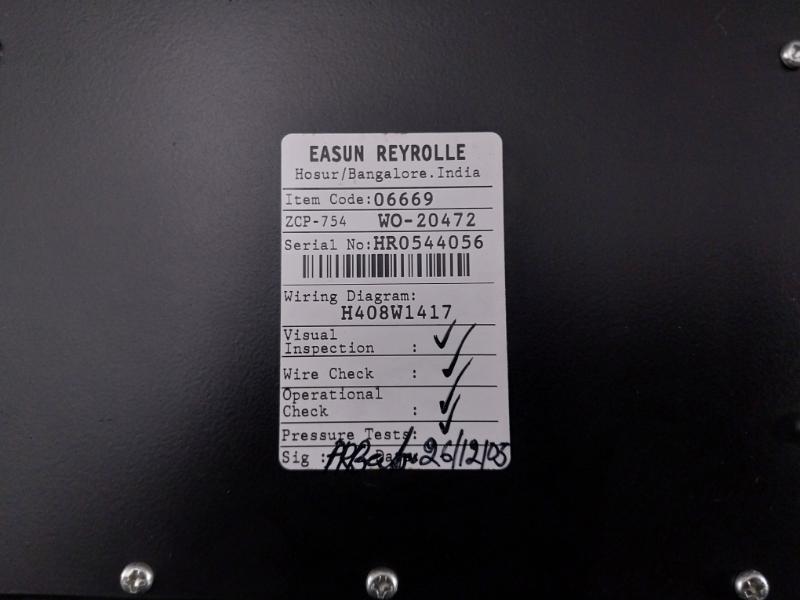 EASUN REYROLLE
Hosur/Bangalore.India
Item Code:06669
ZCP-754 WO-20472
Serial No:HR0544056
Wiring Diagram:
H408W1417
Visual
Inspection : ✓
Wire Check : ✓
Operational
Check : ✓
Pressure Tests: ✓
Sig : Date: 26/12/05